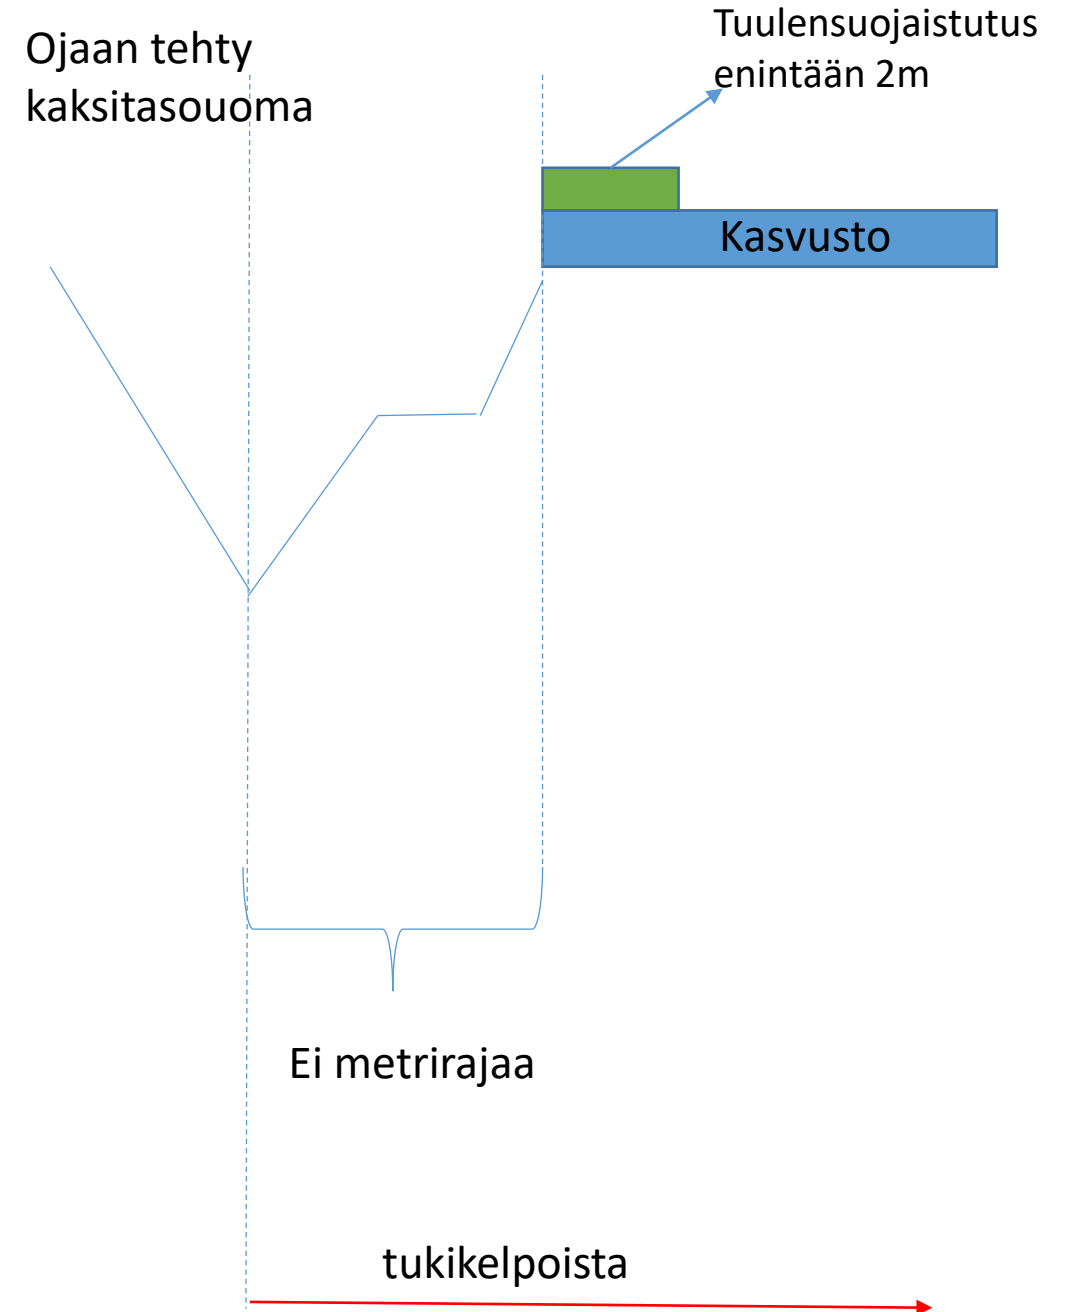 Ojaan tehty
kaksitasouoma
Tuulensuojaistutus
enintään 2m
Kasvusto
Ei metrirajaa
tukikelpoista